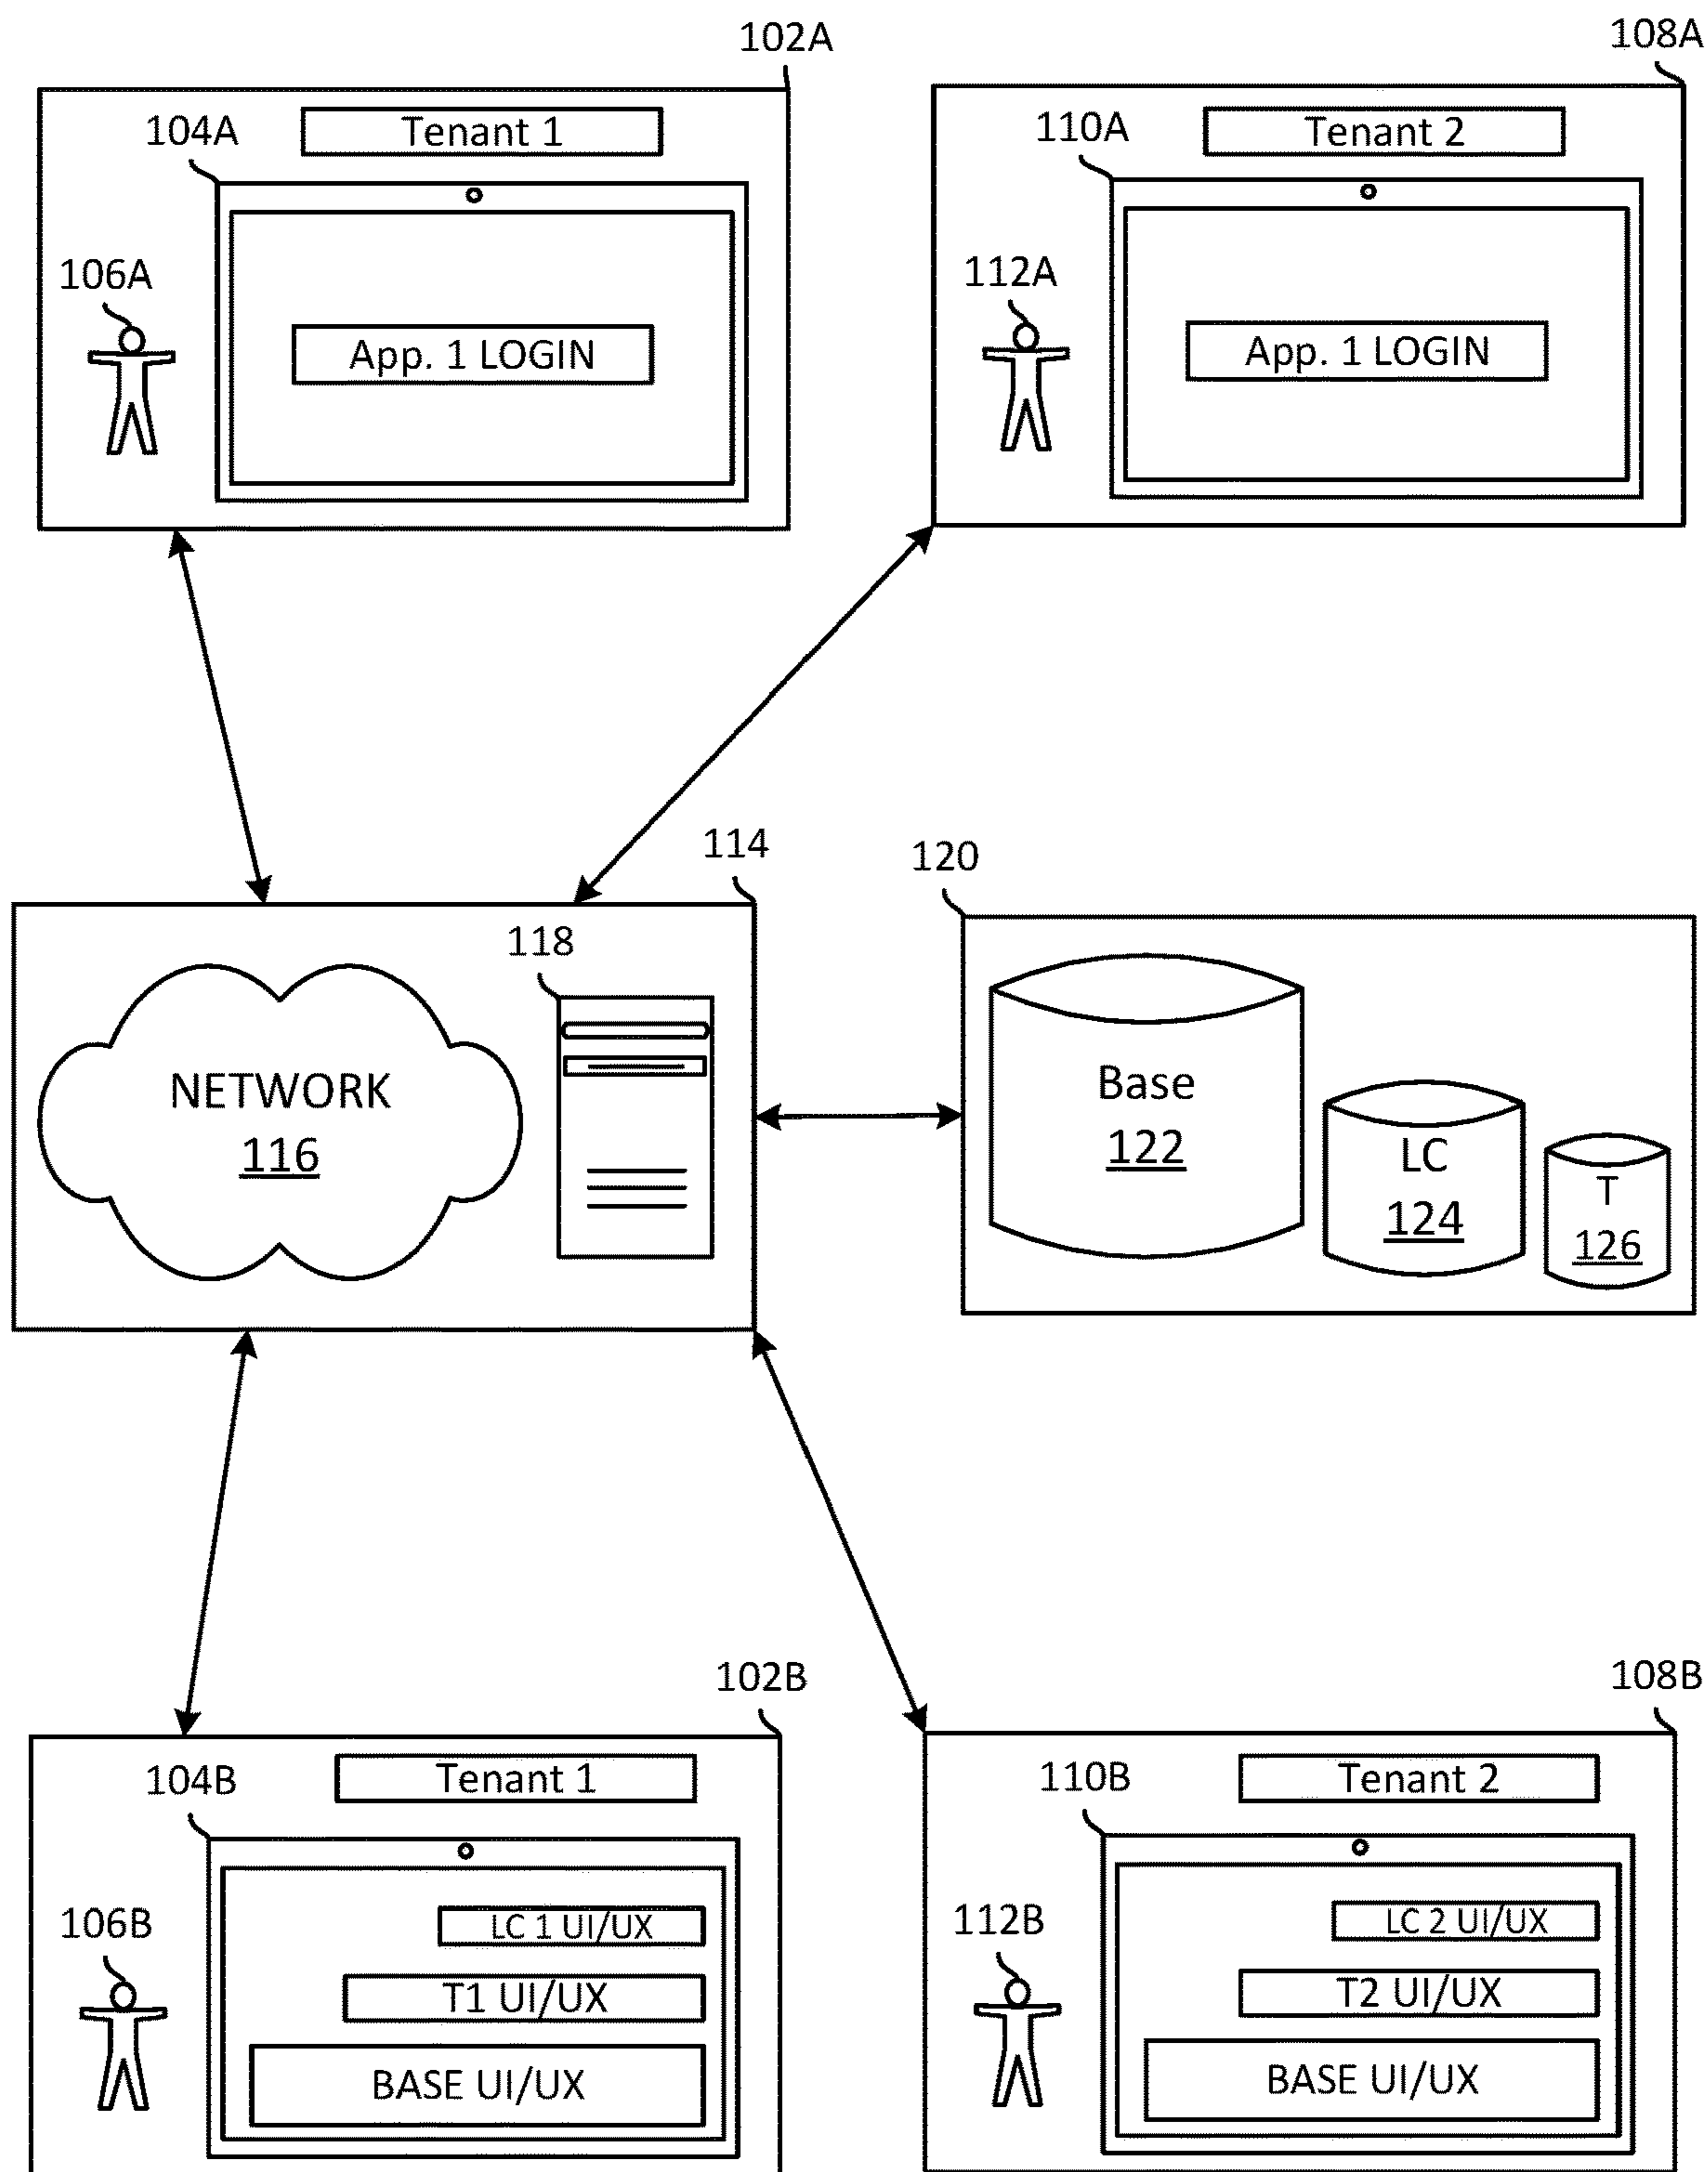 102A
108A
104A
Tenant 1
110A
Tenant 2
106A
App. 1 LOGIN
112A
App. 1 LOGIN
114
120
118
NETWORK
116
Base
122
LC
124
T
126
102B
108B
104B
Tenant 1
110B
Tenant 2
106B
LC 1 UI/UX
T1 UI/UX
BASE UI/UX
112B
LC 2 UI/UX
T2 UI/UX
BASE UI/UX